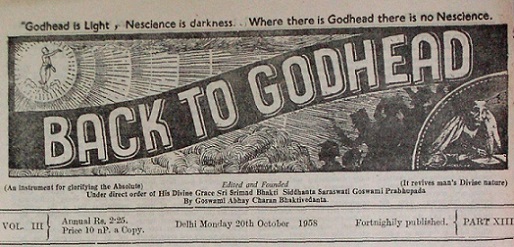 "Godhead is Light, Nescience is darkness. Where there is Godhead there is no Nescience.
BACK TO GODHEAD
(An instrument for glarifying the Absolute) Edited and Founded (It revives man's Divine nature)
Under direct order of His Divine Grace Sri Srimad Bhakti Siddhanta Saraswati Goswami Prabhupada
By Goswami Abhay Charan Bhaktivedanta.
VOL. III Annual Re, 2-25. Delhi Monday 20th October 1958 Fortnighily published. PART XIII
Price 10 nP. a Copy.